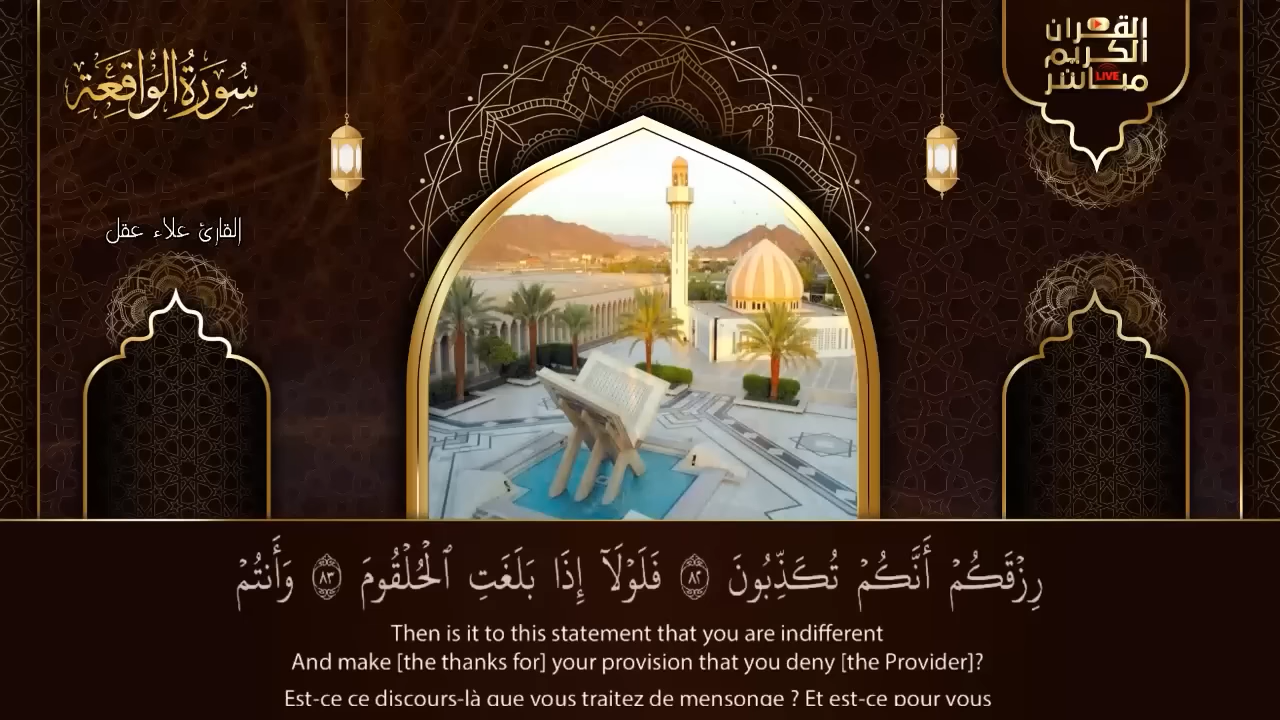 سُورَةُ الْوَاقِعَةِ
القرآن
الكريم
مباشر
LIVE
القارئ علاء عقل
رِزْقَكُمْ أَنَّكُمْ تُكَذِّبُونَ ٨٢ فَلَوْلَآ إِذَا بَلَغَتِ ٱلْحُلْقُومَ ٨٣ وَأَنتُمْ
Then is it to this statement that you are indifferent
And make [the thanks for] your provision that you deny [the Provider]?
Est-ce ce discours-là que vous traitez de mensonge ? Et est-ce pour vous